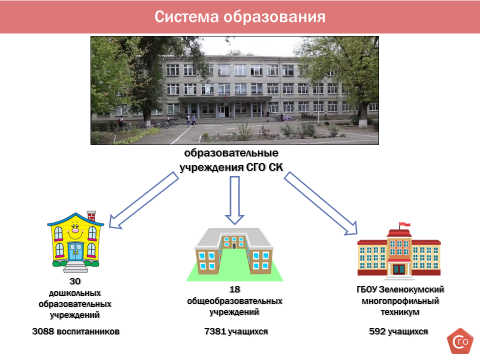 Система образования
образовательные
учреждения СГО СК
30
дошкольных
образовательных
учреждений
3088 воспитанников
18
общеобразовательных
учреждений
7381 учащихся
ГБОУ Зеленокумский
многопрофильный
техникум
592 учащихся
СГО